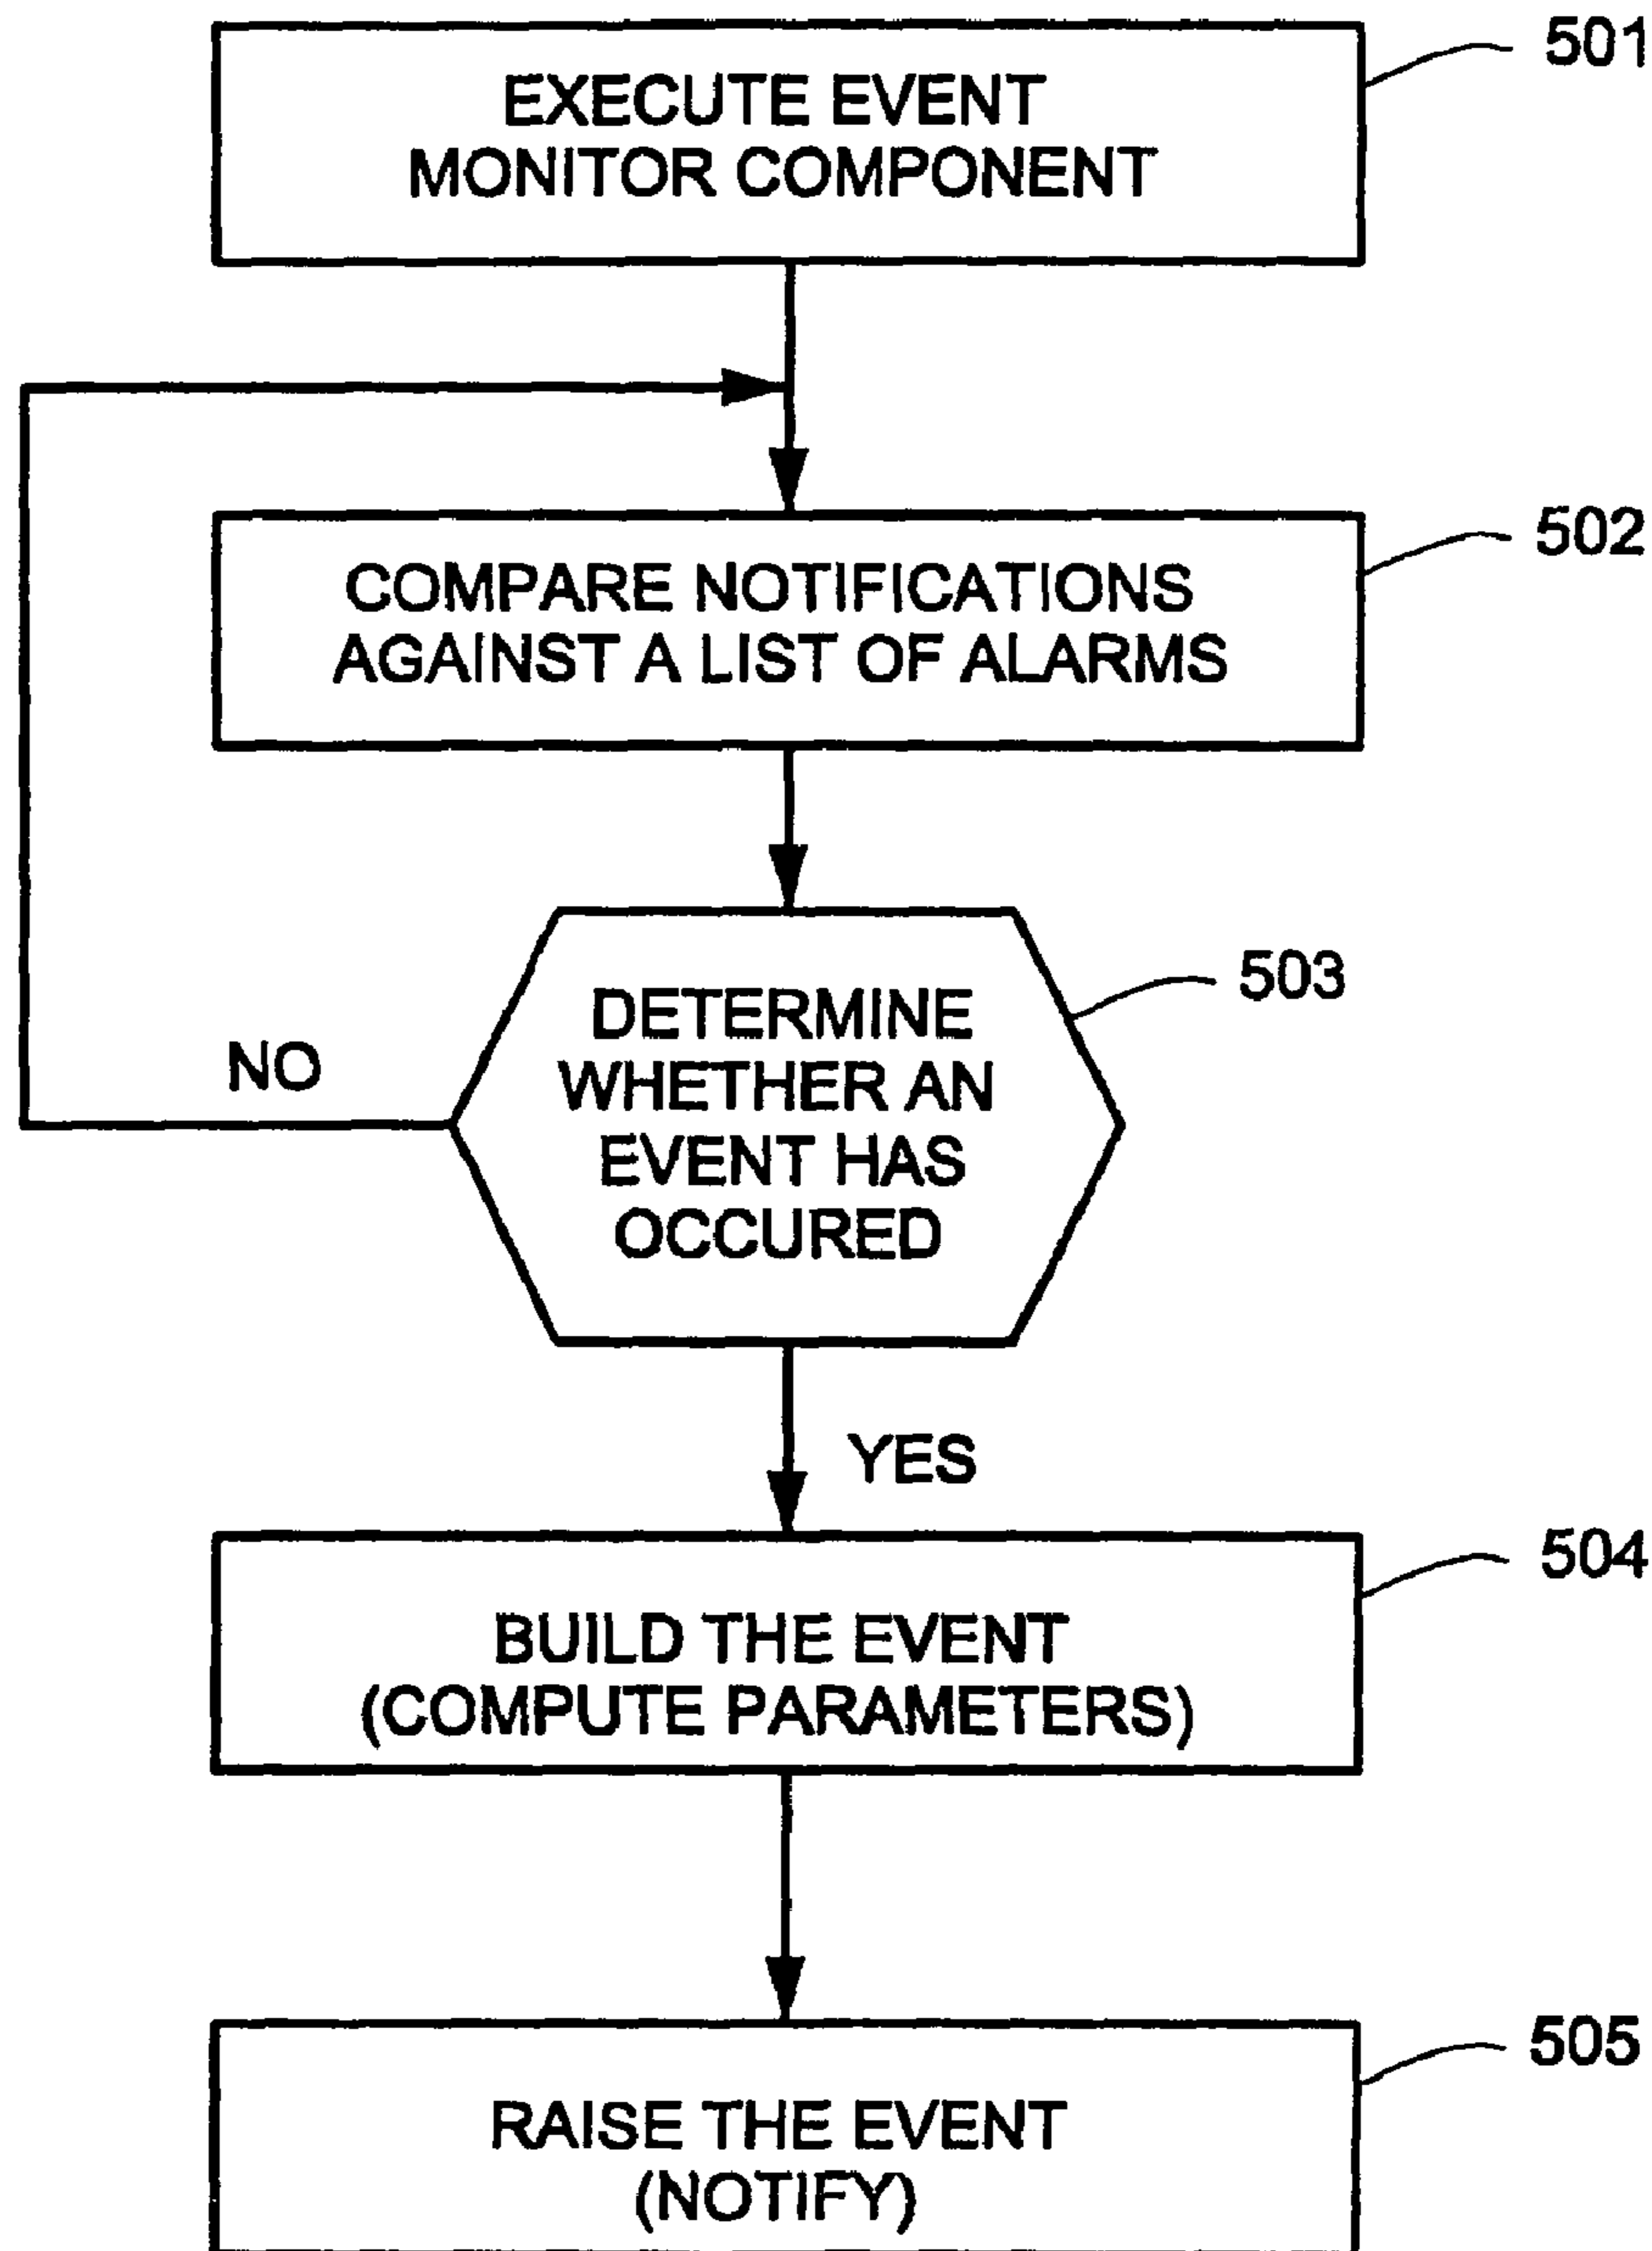 501
EXECUTE EVENT
MONITOR COMPONENT
502
COMPARE NOTIFICATIONS
AGAINST A LIST OF ALARMS
503
DETERMINE
WHETHER AN
EVENT HAS
OCCURED
NO
YES
504
BUILD THE EVENT
(COMPUTE PARAMETERS)
505
RAISE THE EVENT
(NOTIFY)